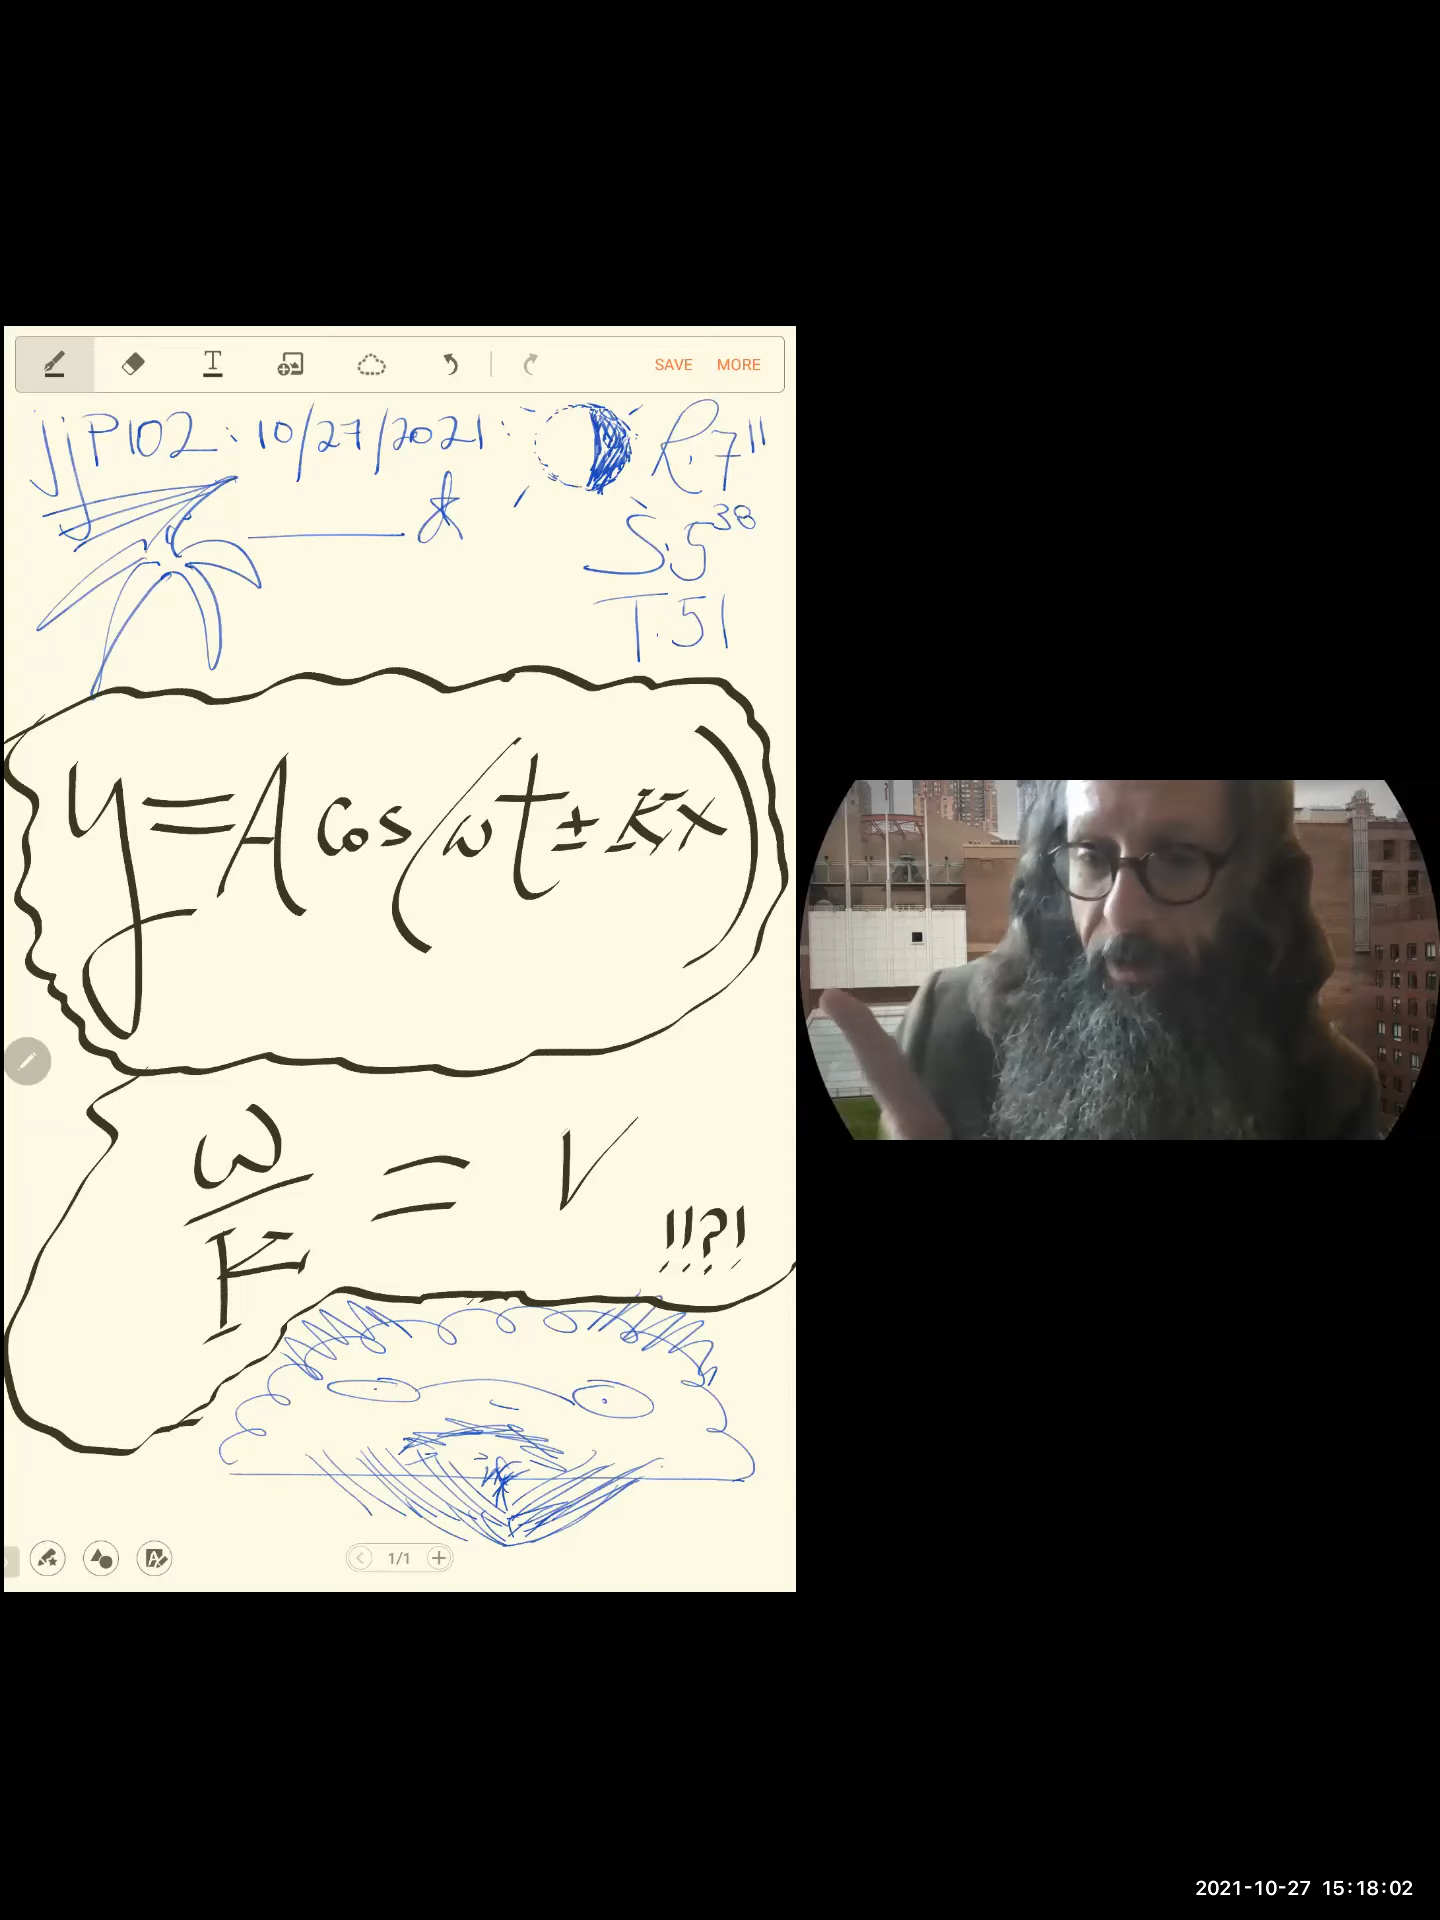 SAVE MORE
jjP102: 10/27/2021: R.7¹¹
&
S.5³⁸
T.51
y=A cos(ωt±kx)
ω/k = v
!!?!
1/1
2021-10-27 15:18:02